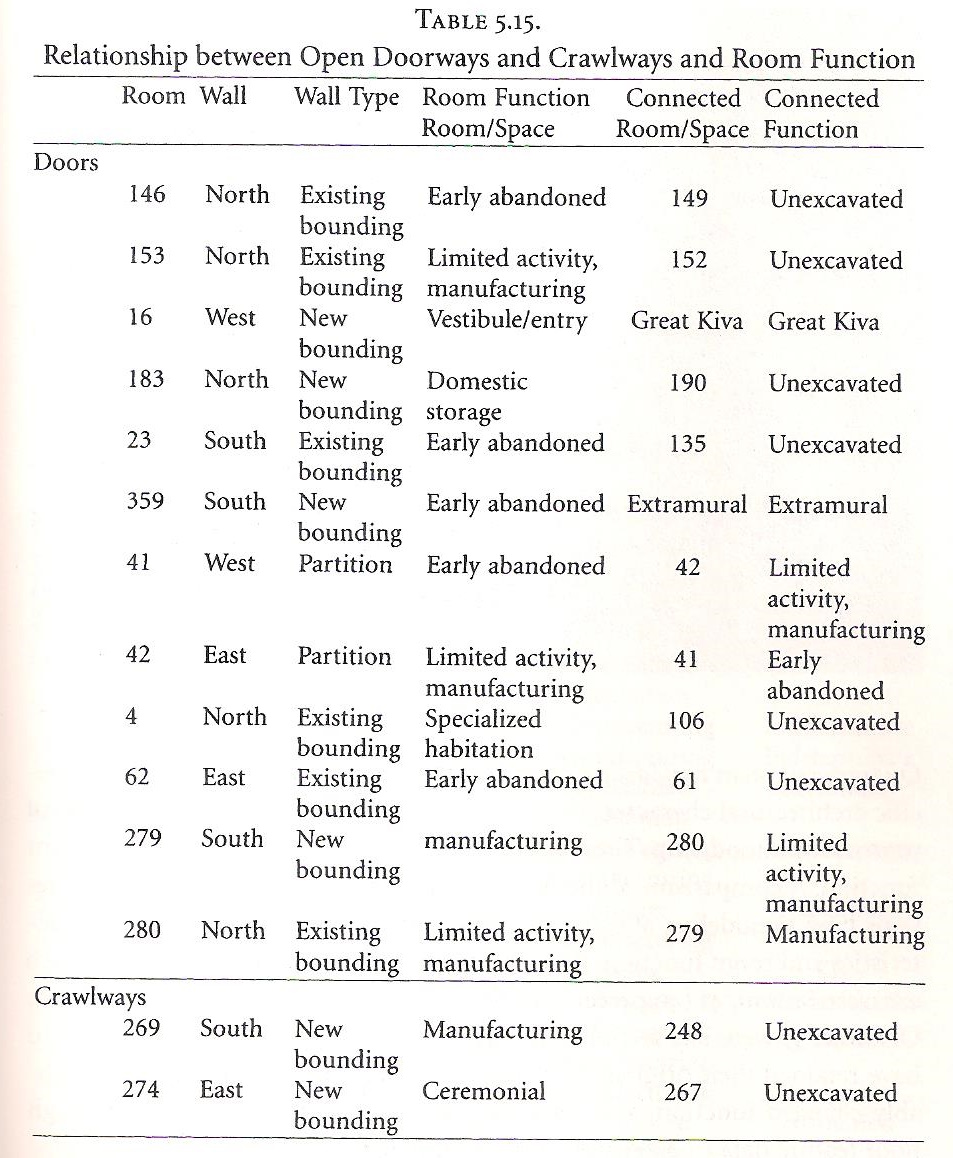 TABLE 5.15.
Relationship between Open Doorways and Crawlways and Room Function
Room Wall Wall Type Room Function Connected Connected
Room/Space Room/Space Function
Doors
146 North Existing Early abandoned 149 Unexcavated
bounding
153 North Existing Limited activity, 152 Unexcavated
bounding manufacturing
16 West New Vestibule/entry Great Kiva Great Kiva
bounding
183 North New Domestic 190 Unexcavated
bounding storage
23 South Existing Early abandoned 135 Unexcavated
bounding
359 South New Early abandoned Extramural Extramural
bounding
41 West Partition Early abandoned 42 Limited
activity,
manufacturing
42 East Partition Limited activity, 41 Early
manufacturing abandoned
4 North Existing Specialized 106 Unexcavated
bounding habitation
62 East Existing Early abandoned 61 Unexcavated
bounding
279 South New manufacturing 280 Limited
bounding activity,
manufacturing
280 North Existing Limited activity, 279 Manufacturing
bounding manufacturing
Crawlways
269 South New Manufacturing 248 Unexcavated
bounding
274 East New Ceremonial 267 Unexcavated
bounding